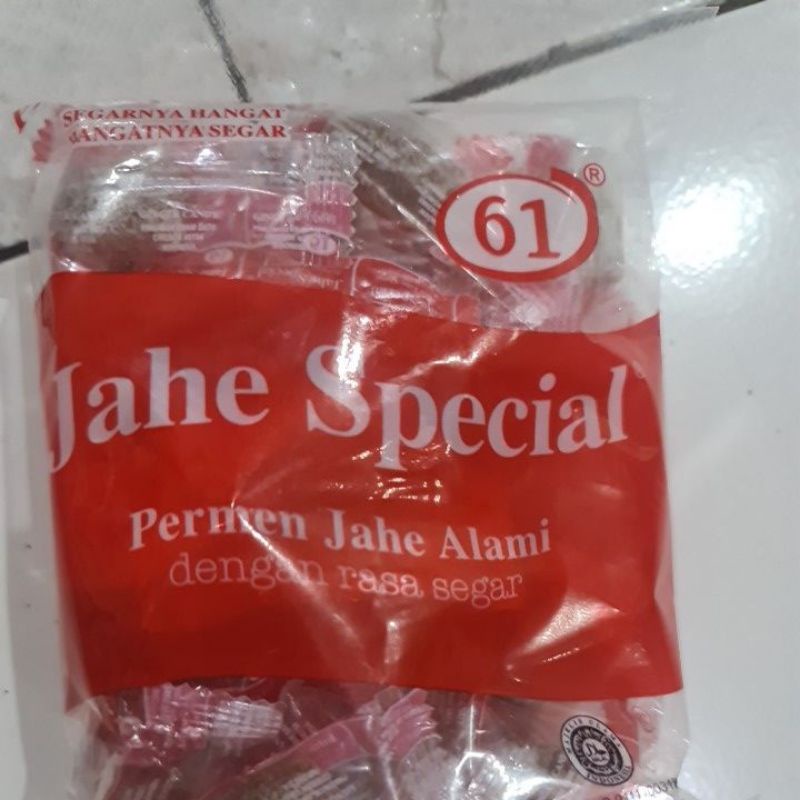 SEGARNYA HANGAT
HANGATNYA SEGAR
61 ®
Jahe Special
Permen Jahe Alami
dengan rasa segar